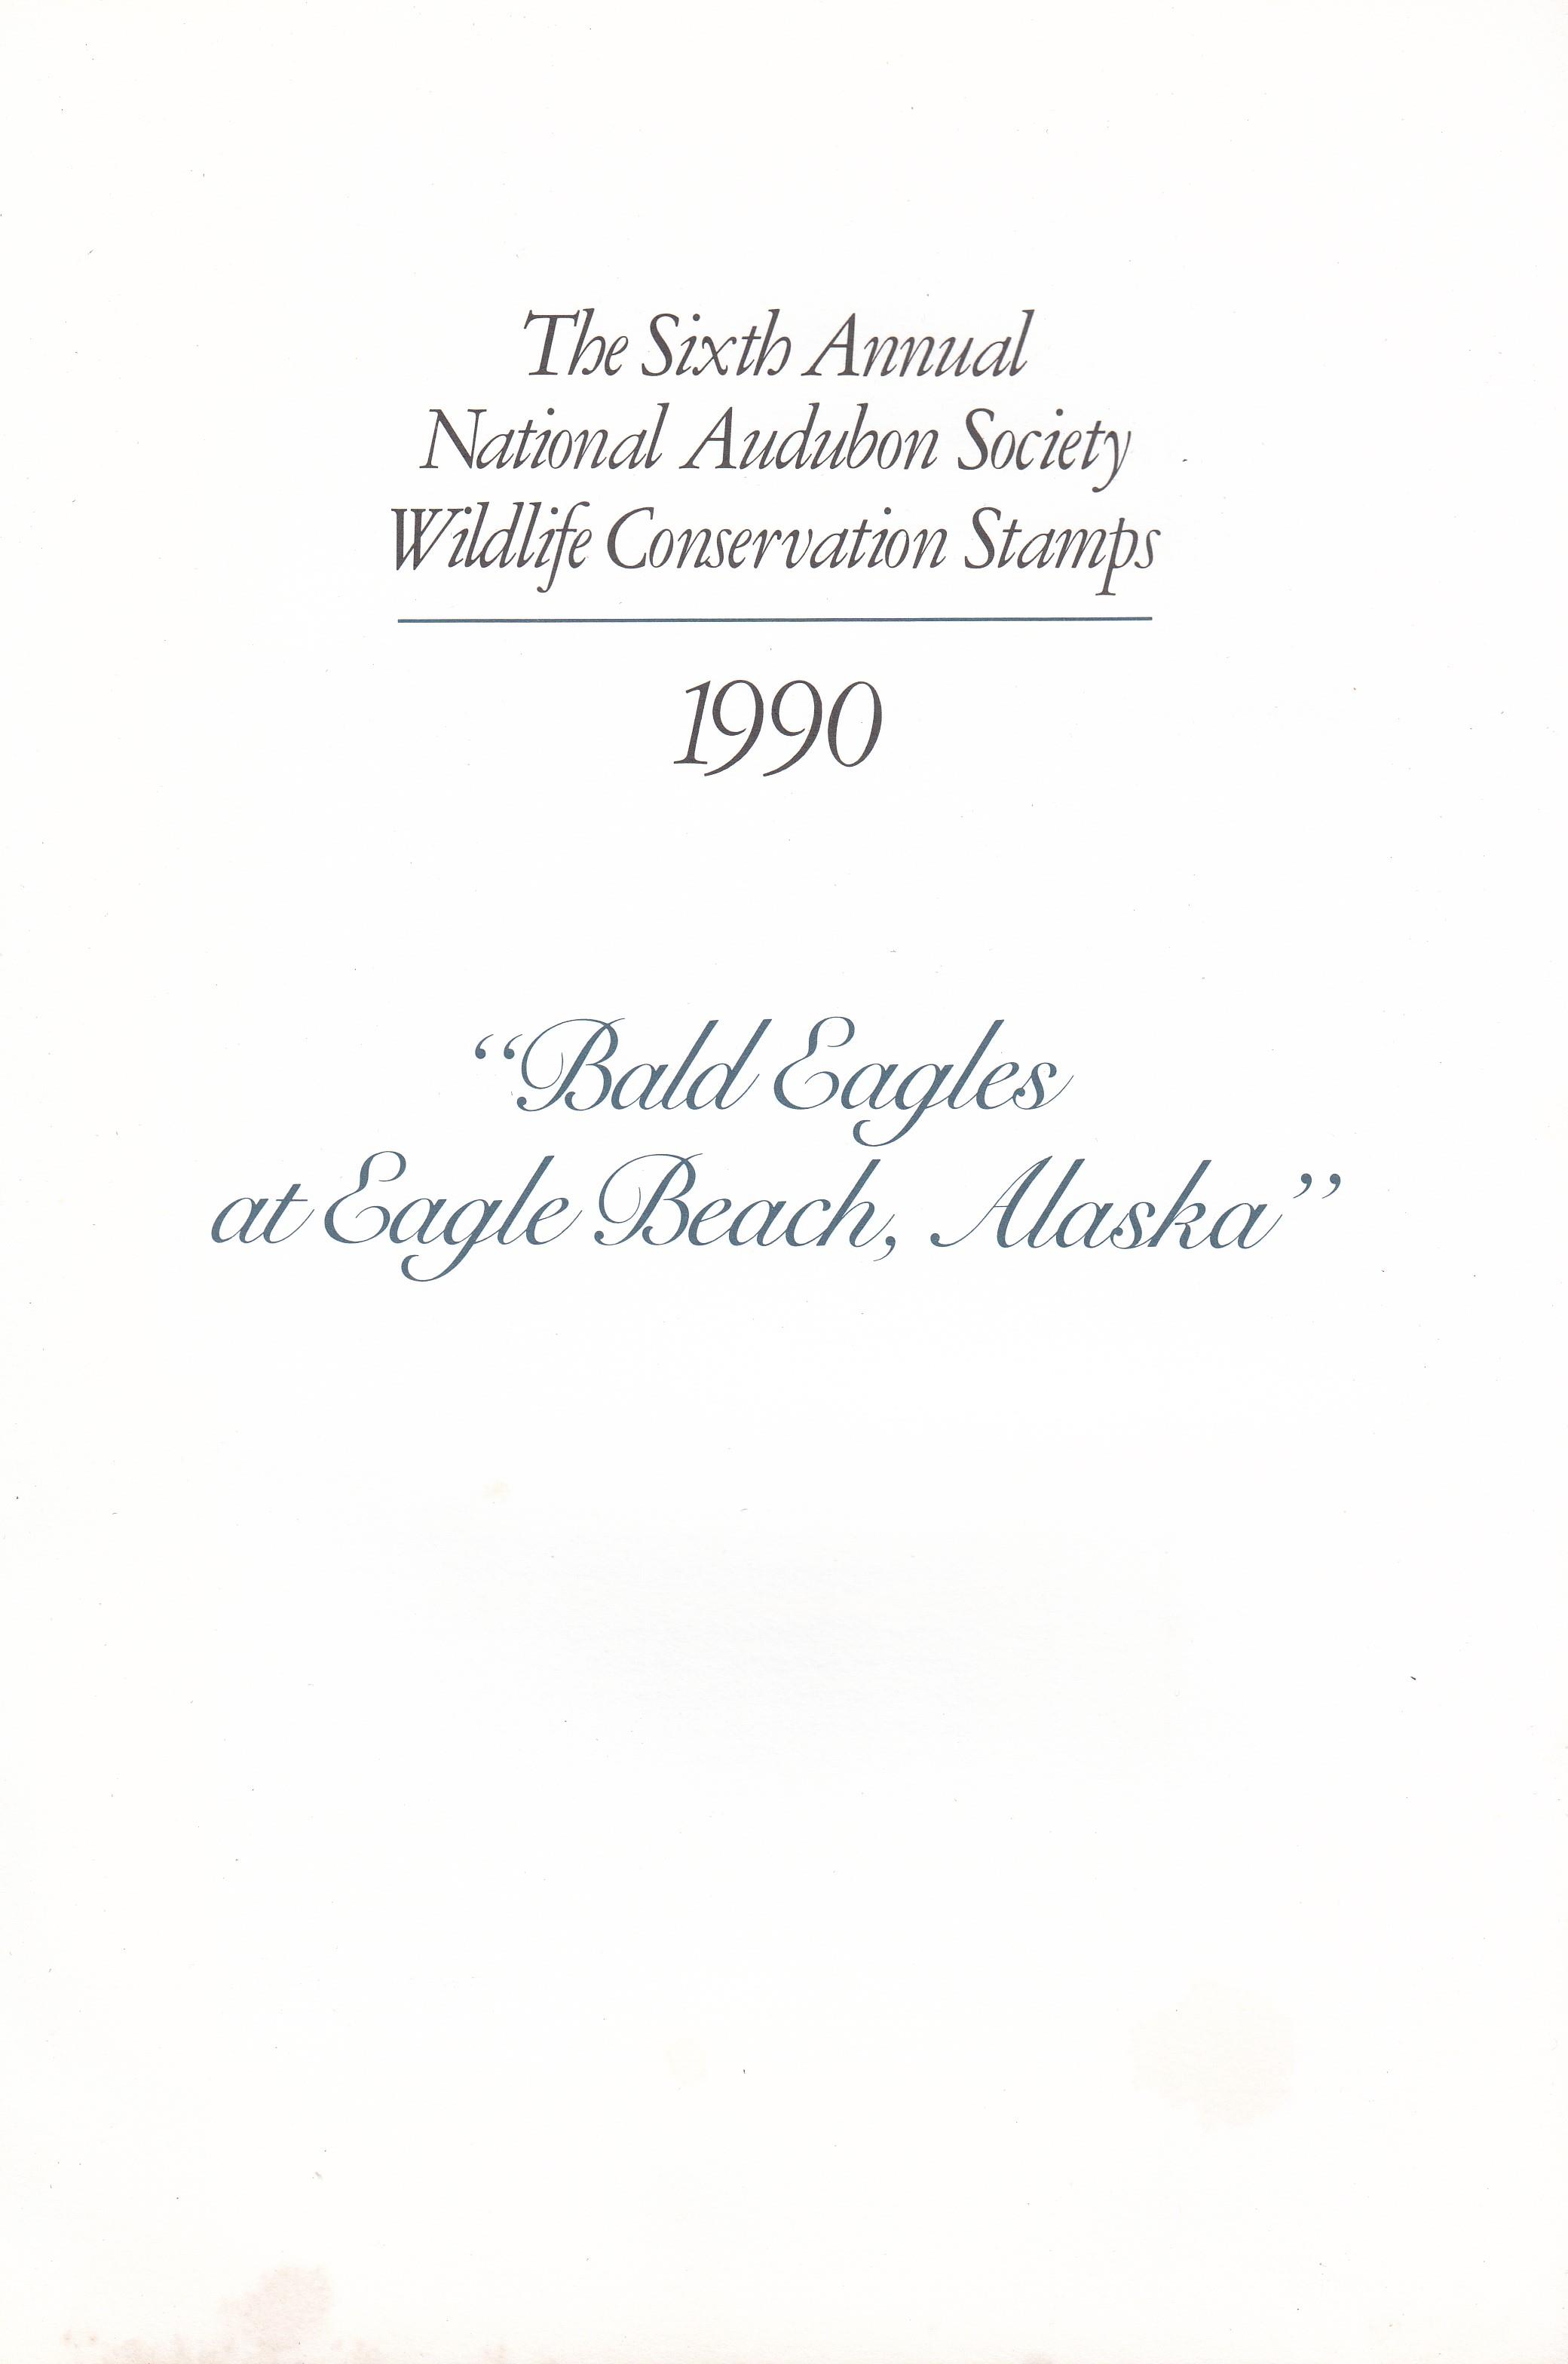 The Sixth Annual
National Audubon Society
Wildlife Conservation Stamps
1990
“Bald Eagles
at Eagle Beach, Alaska”